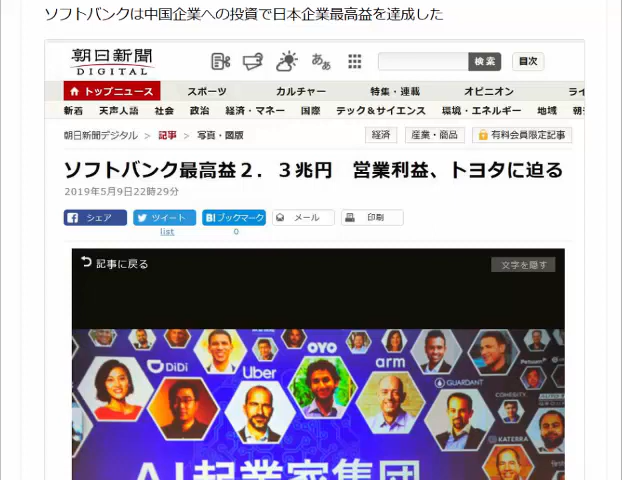 ソフトバンクは中国企業への投資で日本企業最高益を達成した
朝日新聞
DIGITAL
あぁ
検索
目次
トップニュース スポーツ カルチャー 特集・連載 オピニオン ライ
新着 天声人語 社会 政治 経済・マネー 国際 テック&サイエンス 環境・エネルギー 地域 朝
朝日新聞デジタル > 記事 > 写真・図版
経済 産業・商品 有料会員限定記事
ソフトバンク最高益2.3兆円 営業利益、トヨタに迫る
2019年5月9日22時29分
シェア ツイート B!ブックマーク メール 印刷
list 0
記事に戻る
文字を隠す
DiDi
Uber
OYO
arm
GUARDANT
COHESITY
KATERRA
AI起業家集団